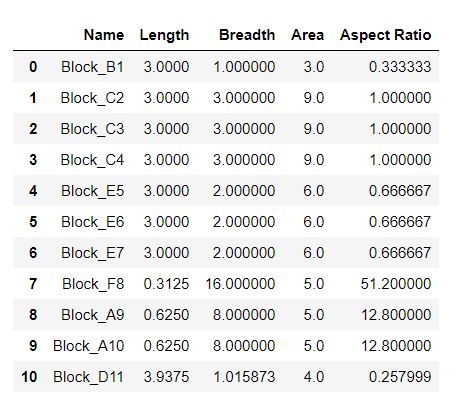 Name Length Breadth Area Aspect Ratio
0 Block_B1 3.0000 1.000000 3.0 0.333333
1 Block_C2 3.0000 3.000000 9.0 1.000000
2 Block_C3 3.0000 3.000000 9.0 1.000000
3 Block_C4 3.0000 3.000000 9.0 1.000000
4 Block_E5 3.0000 2.000000 6.0 0.666667
5 Block_E6 3.0000 2.000000 6.0 0.666667
6 Block_E7 3.0000 2.000000 6.0 0.666667
7 Block_F8 0.3125 16.000000 5.0 51.200000
8 Block_A9 0.6250 8.000000 5.0 12.800000
9 Block_A10 0.6250 8.000000 5.0 12.800000
10 Block_D11 3.9375 1.015873 4.0 0.257999